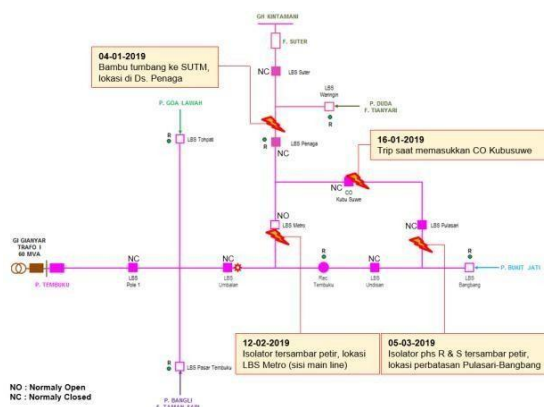 GH KINTAMANI
F. SUTER
04-01-2019
Bambu tumbang ke SUTM,
lokasi di Ds. Penaga
NC
LBS Suter
LBS
Waringin
R
P. DUDA
F. TIANYAR
P. GOA LAWAH
R
LBS Tunpati
R
LBS Penaga
NC
16-01-2019
Trip saat memasukkan CO Kubusuwe
NC
CO
Kubu Suwe
NO
LBS Metro
NC
LBS Pulasari
GI GIANYAR
TRAFO I
60 MVA
P. TEMBUKU
NC
LBS
Pole 1
NC
LBS
Umbalan
R
Rec.
Tembuku
NC
LBS
Undisan
R
LBS
Bangbang
P. BUKIT JATI
12-02-2019
Isolator tersambar petir, lokasi
LBS Metro (sisi main line)
05-03-2019
Isolator phs R & S tersambar petir,
lokasi perbatasan Pulasari-Bangbang
R
LBS Pasar Tembuku
NO : Normaly Open
NC : Normaly Closed
P. BANGLI